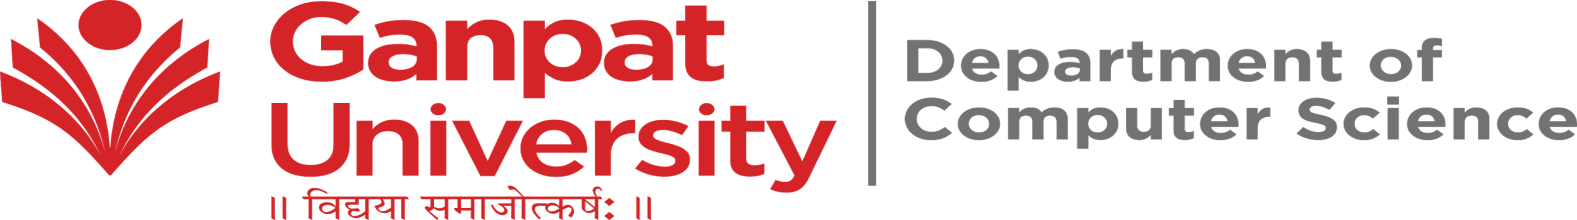 Ganpat
University
॥ विद्यया समाजोत्कर्षः ॥
Department of
Computer Science